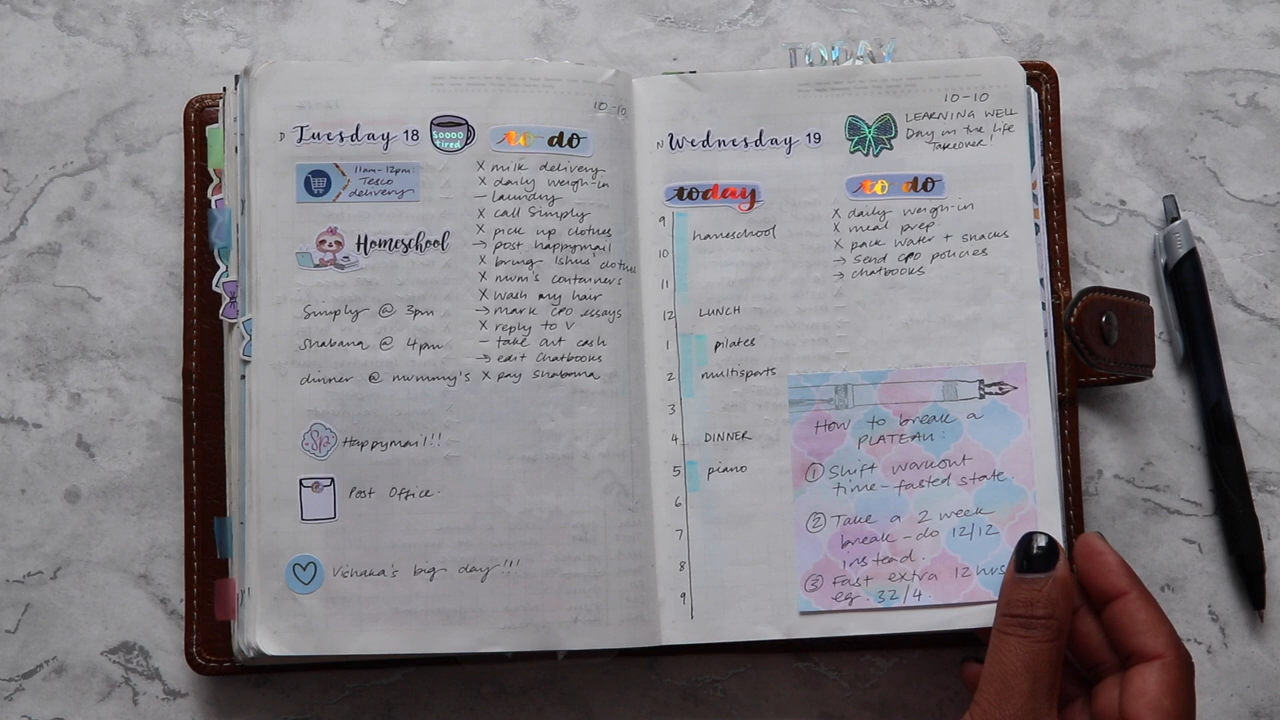 TODAY
10-10
D Tuesday 18
Soooo
tired
to do
11am-12pm:
Tesco
delivery
Homeschool
Simply @ 3pm
Shabana @ 4pm
dinner @ mummy's
Happymail!!
Post Office.
Vishaka's big day!!!
X milk delivery
X daily weigh-in
– laundry
X call Simply
X pick up clothes
→ post happymail
X bring Ishu's clothes
X mum's containers
X wash my hair
→ mark CPO essays
X reply to V
– take out cash
→ edit Chatbooks
X pay Shabana
10-10
N Wednesday 19
LEARNING WELL
Day in the life
Takeover!
today
9
homeschool
10
11
12 LUNCH
1 pilates
2 multisports
3
4 DINNER
5 piano
6
7
8
9
to do
X daily weigh-in
X meal prep
X pack water + snacks
→ Send CPO policies
→ chatbooks
How to break a
PLATEAU:
① Shift workout
time-fasted state.
② Take a 2 week
break - do 12/12
instead.
③ Fast extra 12 hrs
eg. 32/4.